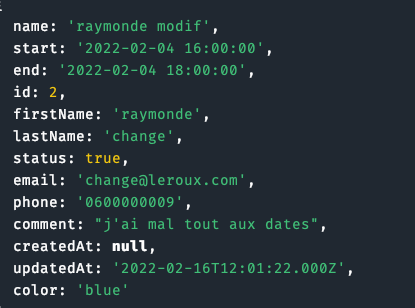 name: 'raymonde modif',
start: '2022-02-04 16:00:00',
end: '2022-02-04 18:00:00',
id: 2,
firstName: 'raymonde',
lastName: 'change',
status: true,
email: 'change@leroux.com',
phone: '0600000009',
comment: "j'ai mal tout aux dates",
createdAt: null,
updatedAt: '2022-02-16T12:01:22.000Z',
color: 'blue'